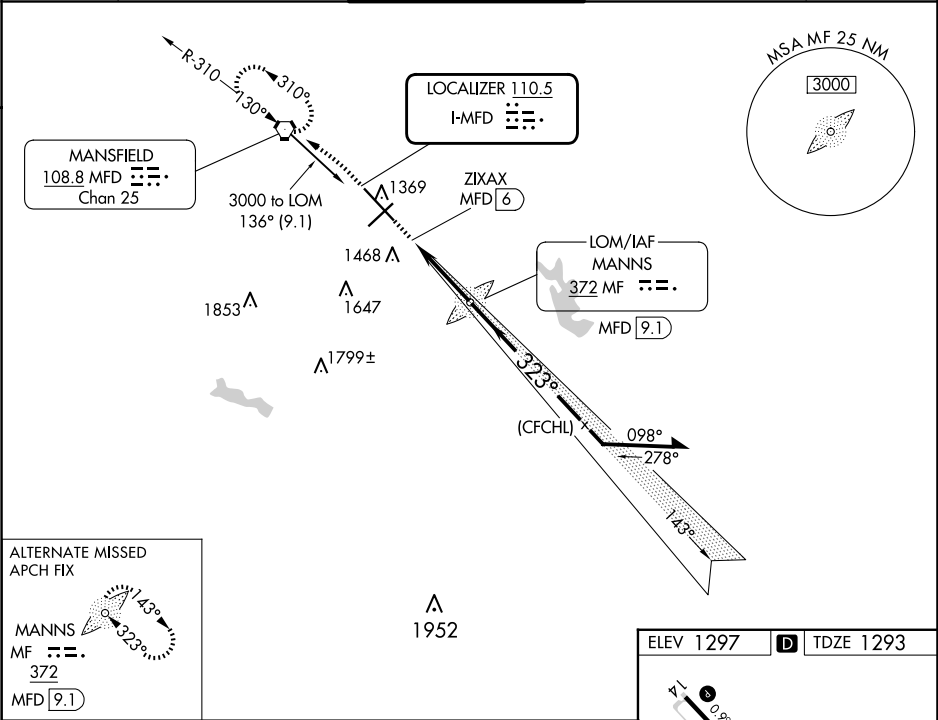 R-310
130°
310°
MANSFIELD
108.8 MFD
Chan 25
3000 to LOM
136° (9.1)
LOCALIZER 110.5
I-MFD
1369
ZIXAX
MFD 6
1468
1853
1647
1799±
LOM/IAF
MANNS
372 MF
MFD 9.1
323°
(CFCHL)
098°
278°
143°
MSA MF 25 NM
3000
1952
ALTERNATE MISSED
APCH FIX
MANNS
MF
372
MFD 9.1
143°
323°
ELEV 1297 D TDZE 1293
14
P